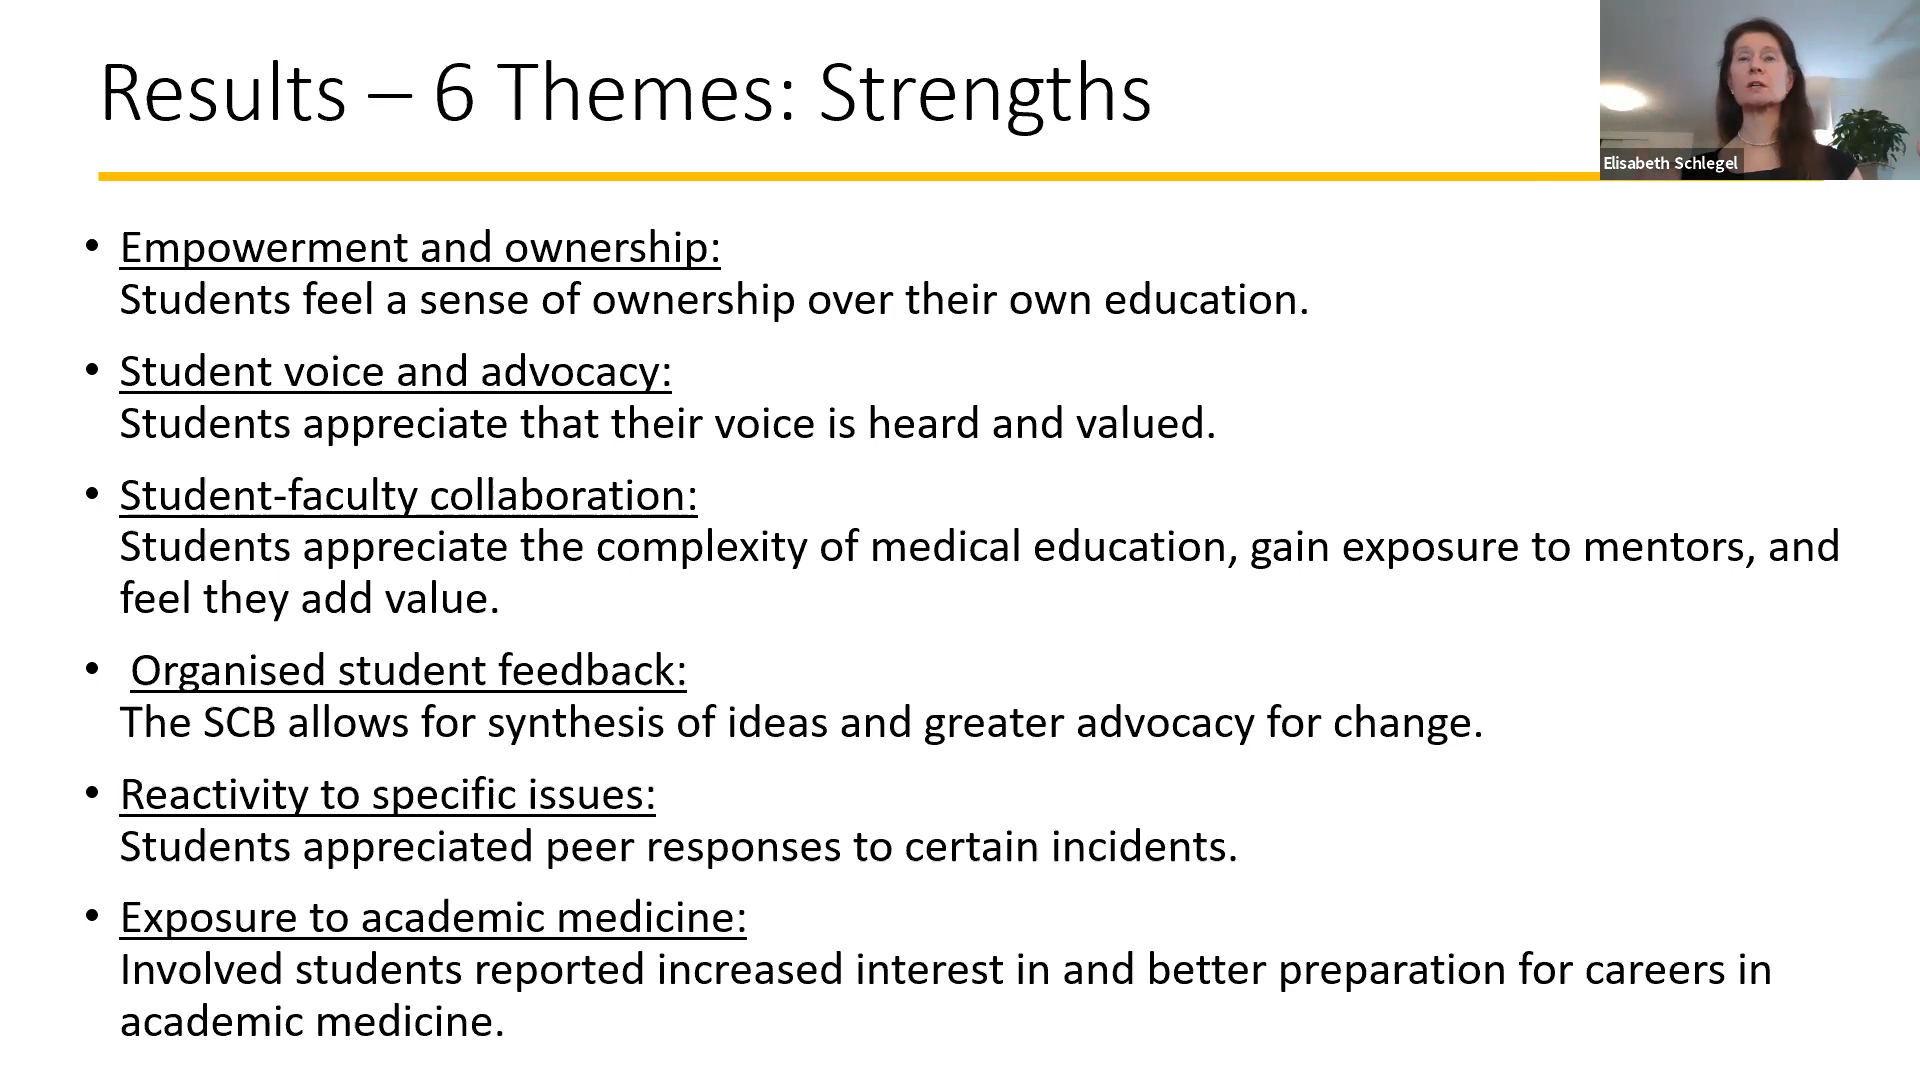 Results – 6 Themes: Strengths
Elisabeth Schlegel
• Empowerment and ownership:
Students feel a sense of ownership over their own education.
• Student voice and advocacy:
Students appreciate that their voice is heard and valued.
• Student-faculty collaboration:
Students appreciate the complexity of medical education, gain exposure to mentors, and
feel they add value.
• Organised student feedback:
The SCB allows for synthesis of ideas and greater advocacy for change.
• Reactivity to specific issues:
Students appreciated peer responses to certain incidents.
• Exposure to academic medicine:
Involved students reported increased interest in and better preparation for careers in
academic medicine.